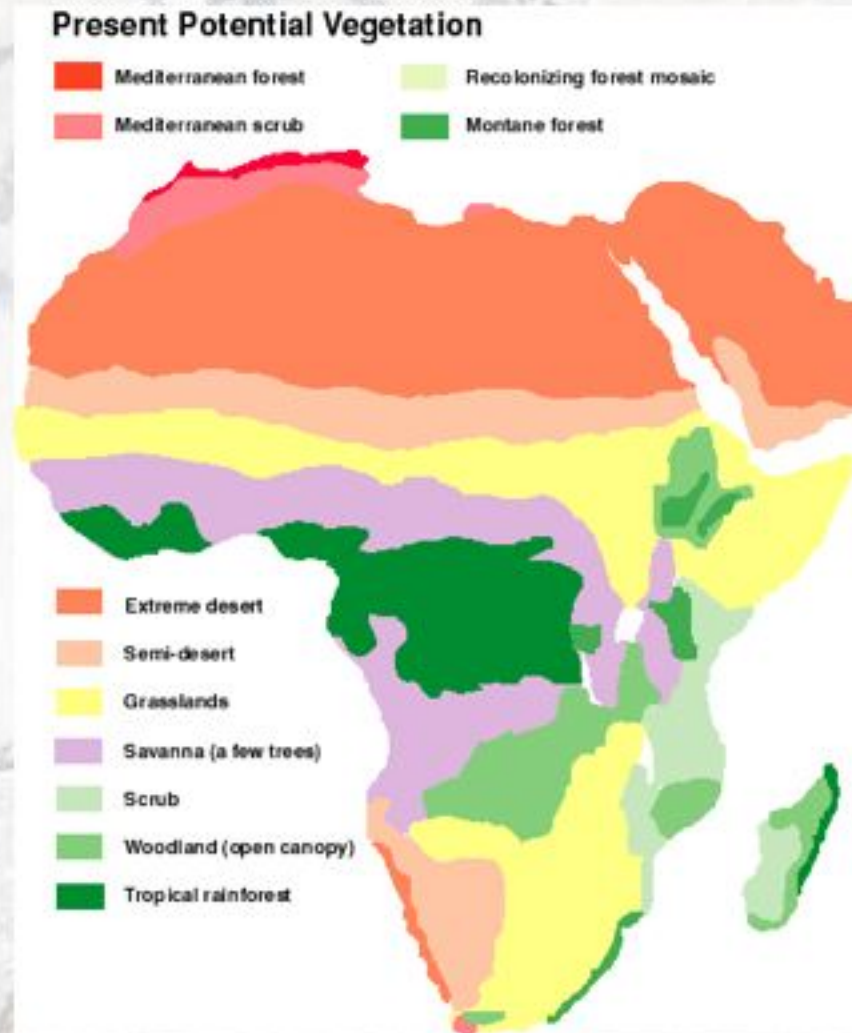 Present Potential Vegetation
Mediterranean forest
Recolonizing forest mosaic
Mediterranean scrub
Montane forest
Extreme desert
Semi-desert
Grasslands
Savanna (a few trees)
Scrub
Woodland (open canopy)
Tropical rainforest